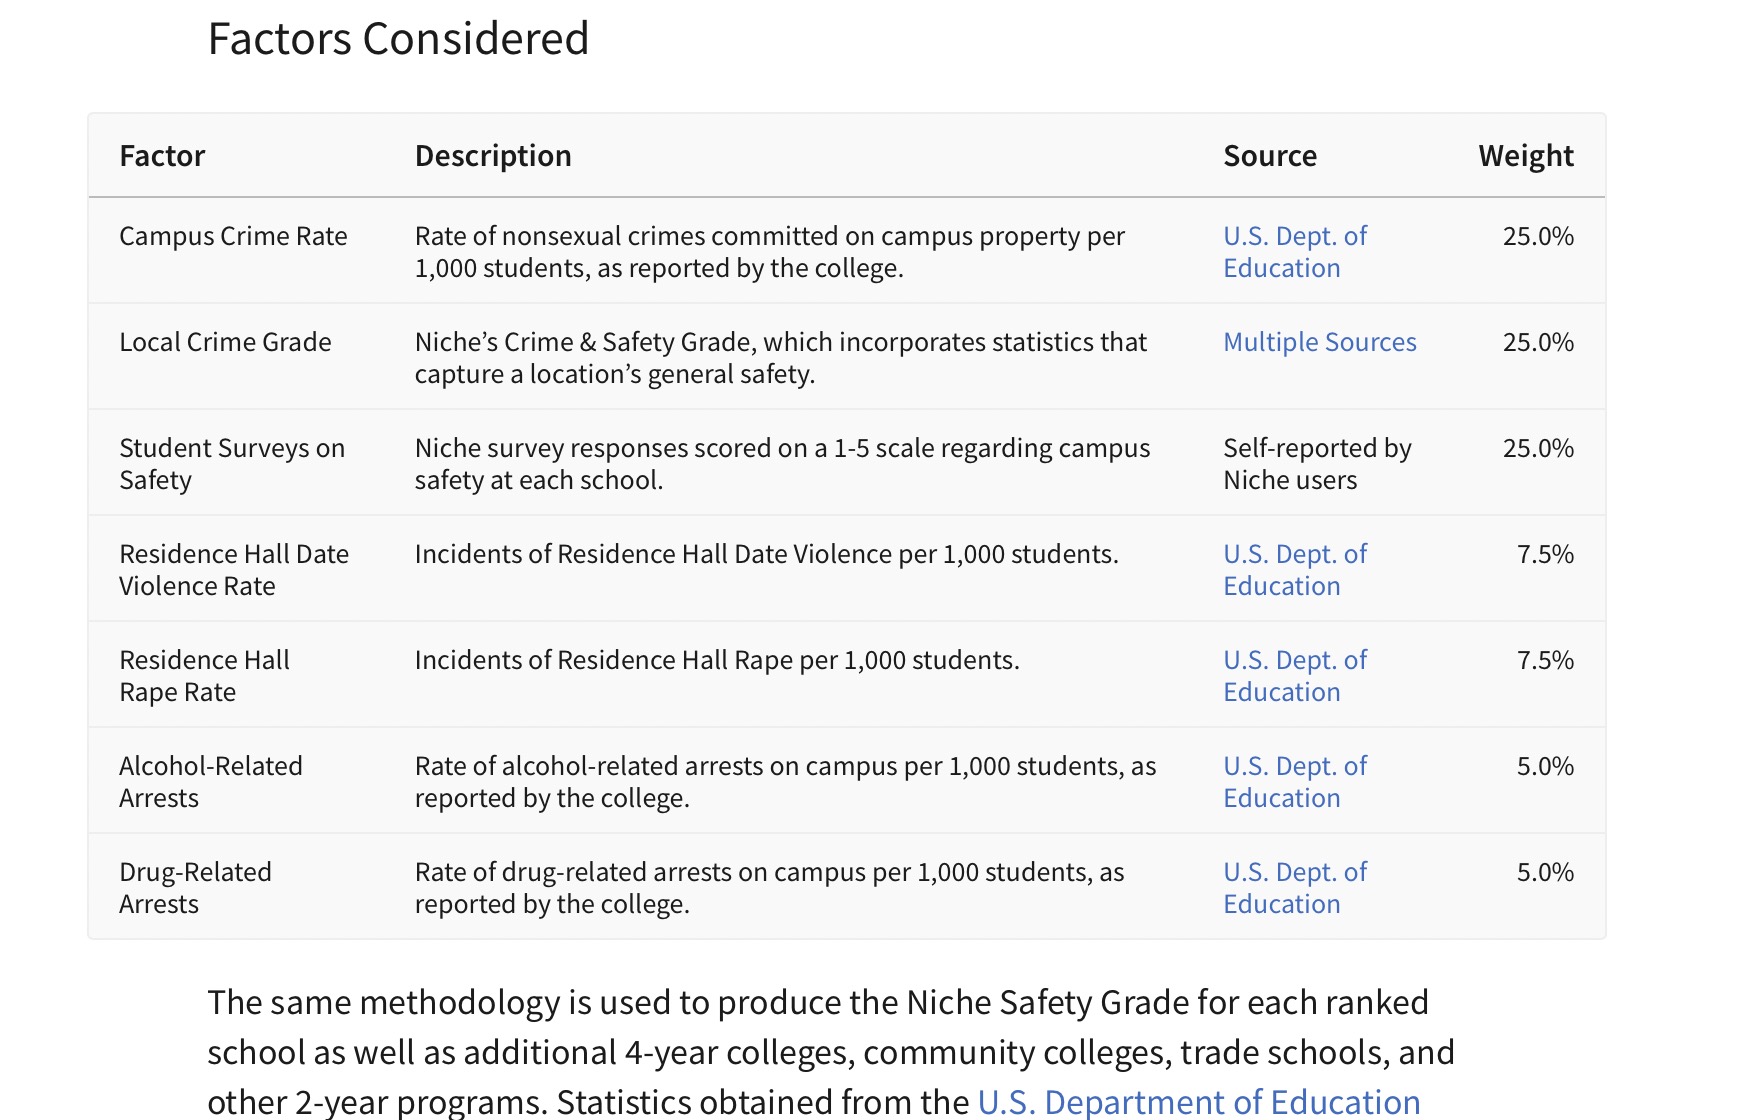 Factors Considered
Factor Description Source Weight
Campus Crime Rate Rate of nonsexual crimes committed on campus property per U.S. Dept. of 25.0%
1,000 students, as reported by the college. Education
Local Crime Grade Niche’s Crime & Safety Grade, which incorporates statistics that Multiple Sources 25.0%
capture a location’s general safety.
Student Surveys on Niche survey responses scored on a 1-5 scale regarding campus Self-reported by 25.0%
Safety safety at each school. Niche users
Residence Hall Date Incidents of Residence Hall Date Violence per 1,000 students. U.S. Dept. of 7.5%
Violence Rate Education
Residence Hall Incidents of Residence Hall Rape per 1,000 students. U.S. Dept. of 7.5%
Rape Rate Education
Alcohol-Related Rate of alcohol-related arrests on campus per 1,000 students, as U.S. Dept. of 5.0%
Arrests reported by the college. Education
Drug-Related Rate of drug-related arrests on campus per 1,000 students, as U.S. Dept. of 5.0%
Arrests reported by the college. Education
The same methodology is used to produce the Niche Safety Grade for each ranked
school as well as additional 4-year colleges, community colleges, trade schools, and
other 2-year programs. Statistics obtained from the U.S. Department of Education